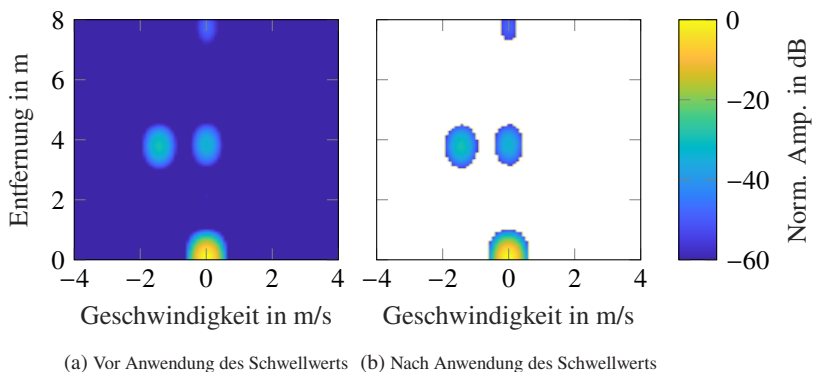 8
6
4
2
0
Entfernung in m
−4 −2 0 2 4
Geschwindigkeit in m/s
(a) Vor Anwendung des Schwellwerts
−4 −2 0 2 4
Geschwindigkeit in m/s
(b) Nach Anwendung des Schwellwerts
0
−20
−40
−60
Norm. Amp. in dB